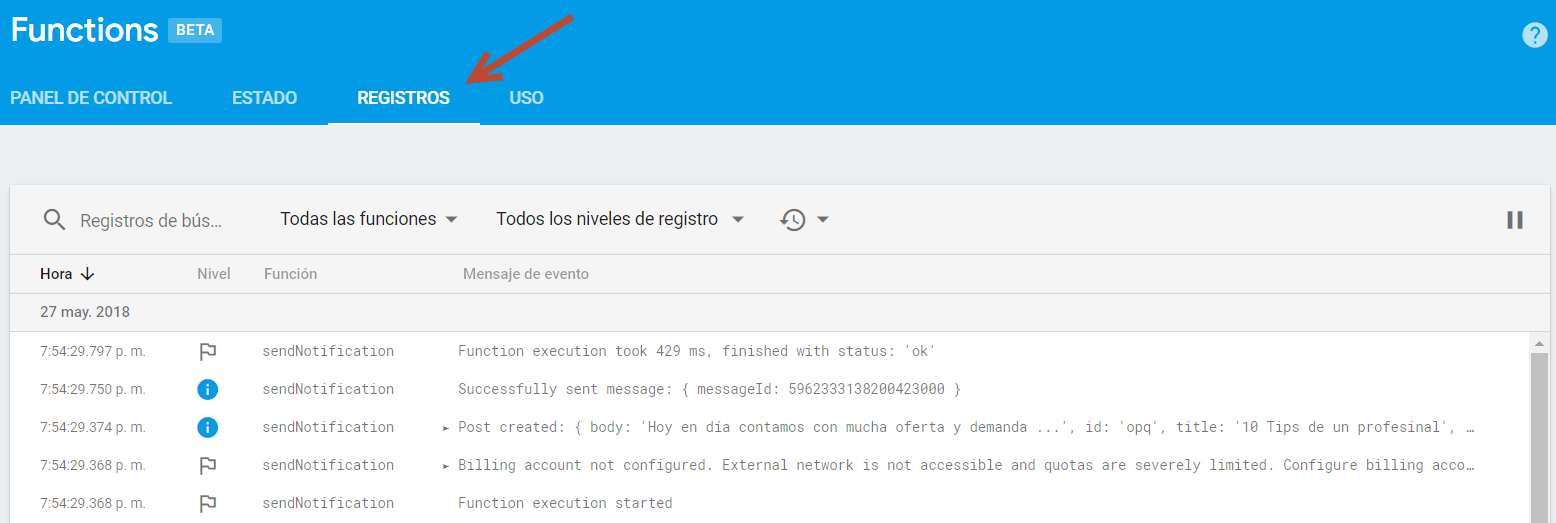 Functions BETA
?
PANEL DE CONTROL ESTADO REGISTROS USO
Registros de bús... Todas las funciones Todos los niveles de registro
Hora Nivel Función Mensaje de evento
27 may. 2018
7:54:29.797 p. m. sendNotification Function execution took 429 ms, finished with status: 'ok'
7:54:29.750 p. m. i sendNotification Successfully sent message: { messageId: 5962333138200423000 }
7:54:29.374 p. m. i sendNotification ▸ Post created: { body: 'Hoy en día contamos con mucha oferta y demanda ...', id: 'opq', title: '10 Tips de un profesinal', …
7:54:29.368 p. m. sendNotification ▸ Billing account not configured. External network is not accessible and quotas are severely limited. Configure billing acco…
7:54:29.368 p. m. sendNotification Function execution started